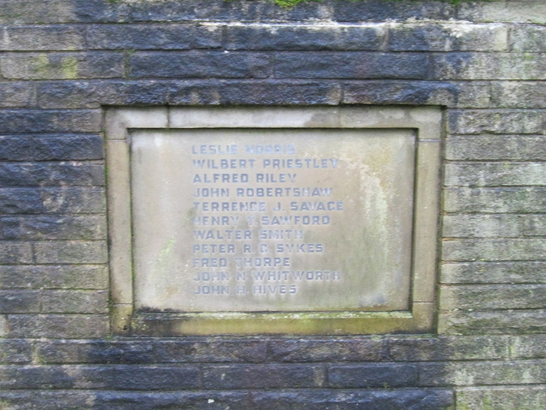 LESLIE MORRIS
WILBERT PRIESTLEY
ALFRED RILEY
JOHN ROBERTSHAW
TERRENCE J. SAVAGE
HENRY SAWFORD
WALTER SMITH
PETER R. D. SYKES
FRED THORPE
JOHN M. WHITWORTH
JOHN B. HIVES